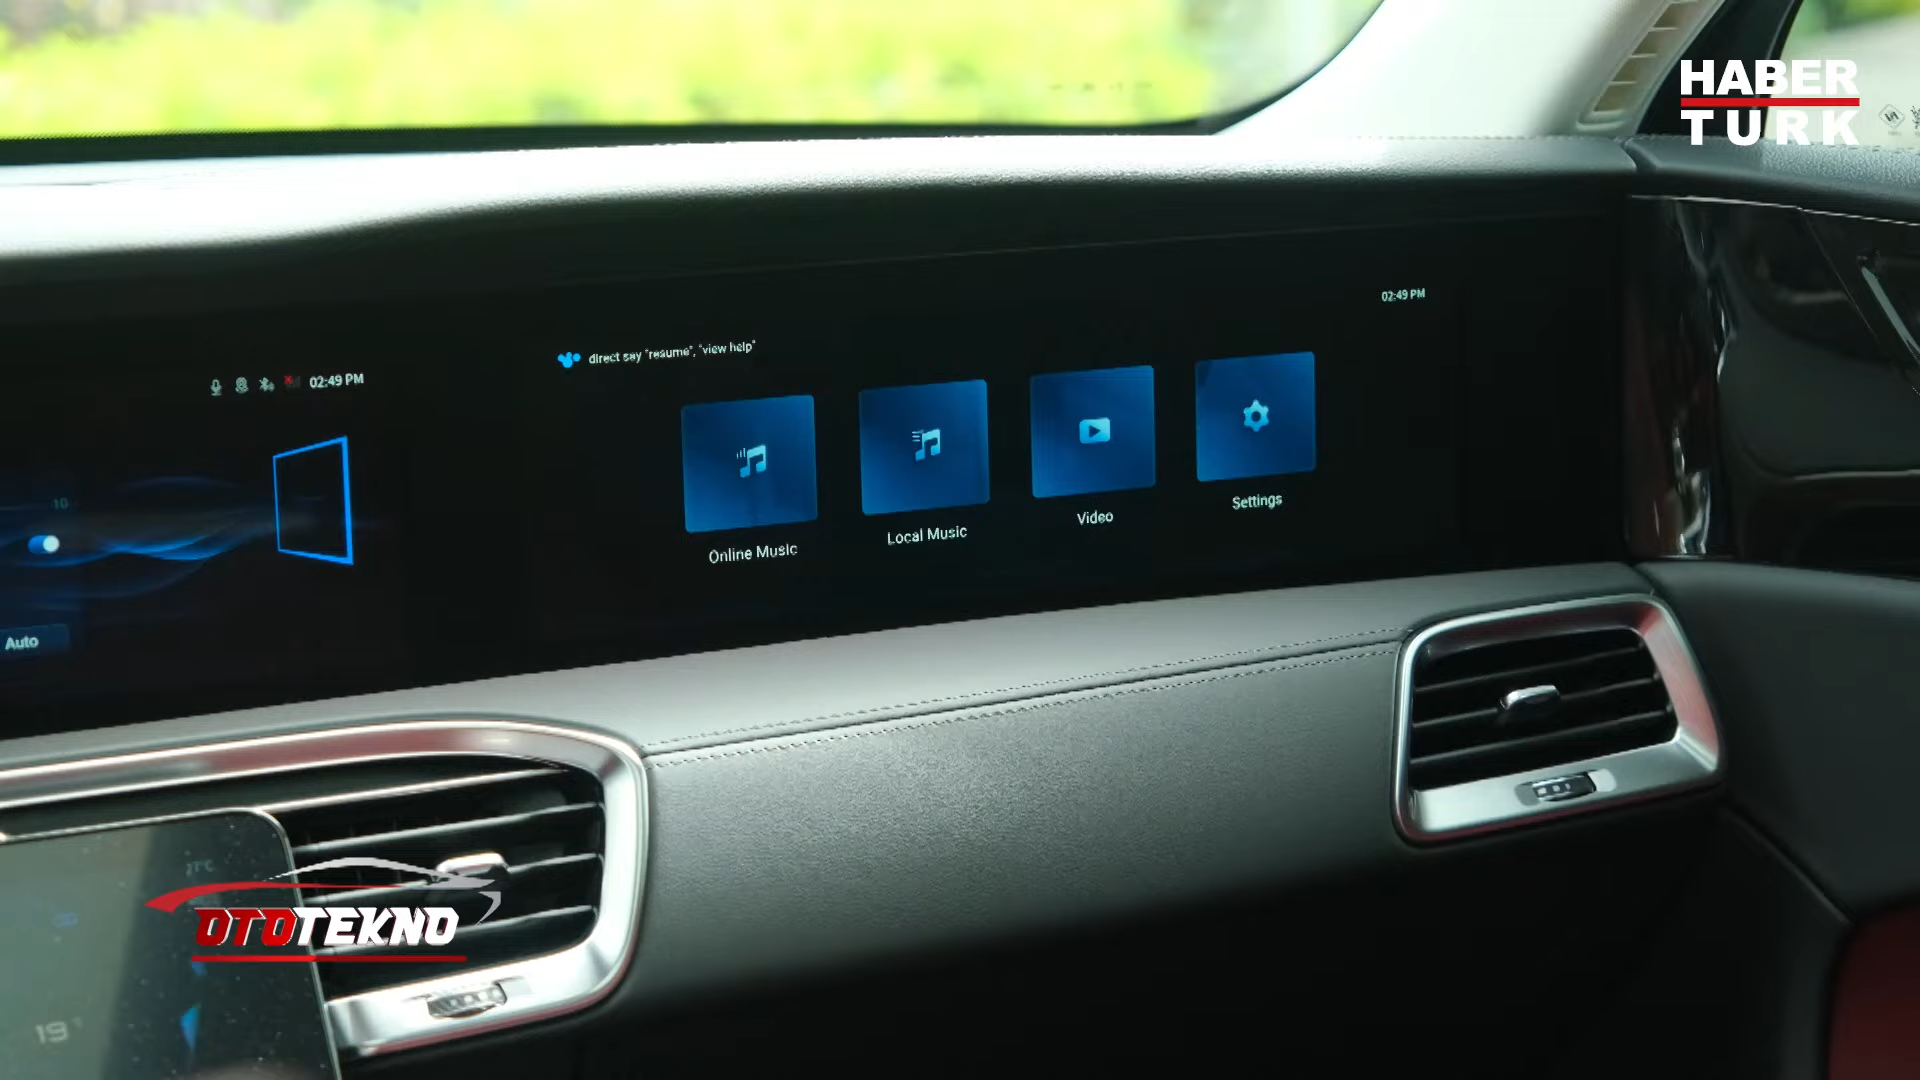 HABER
TURK
02:49 PM
direct say "resume", "view help"
02:49 PM
10
Online Music
Local Music
Video
Settings
Auto
27°C
OTOTEKNO
19